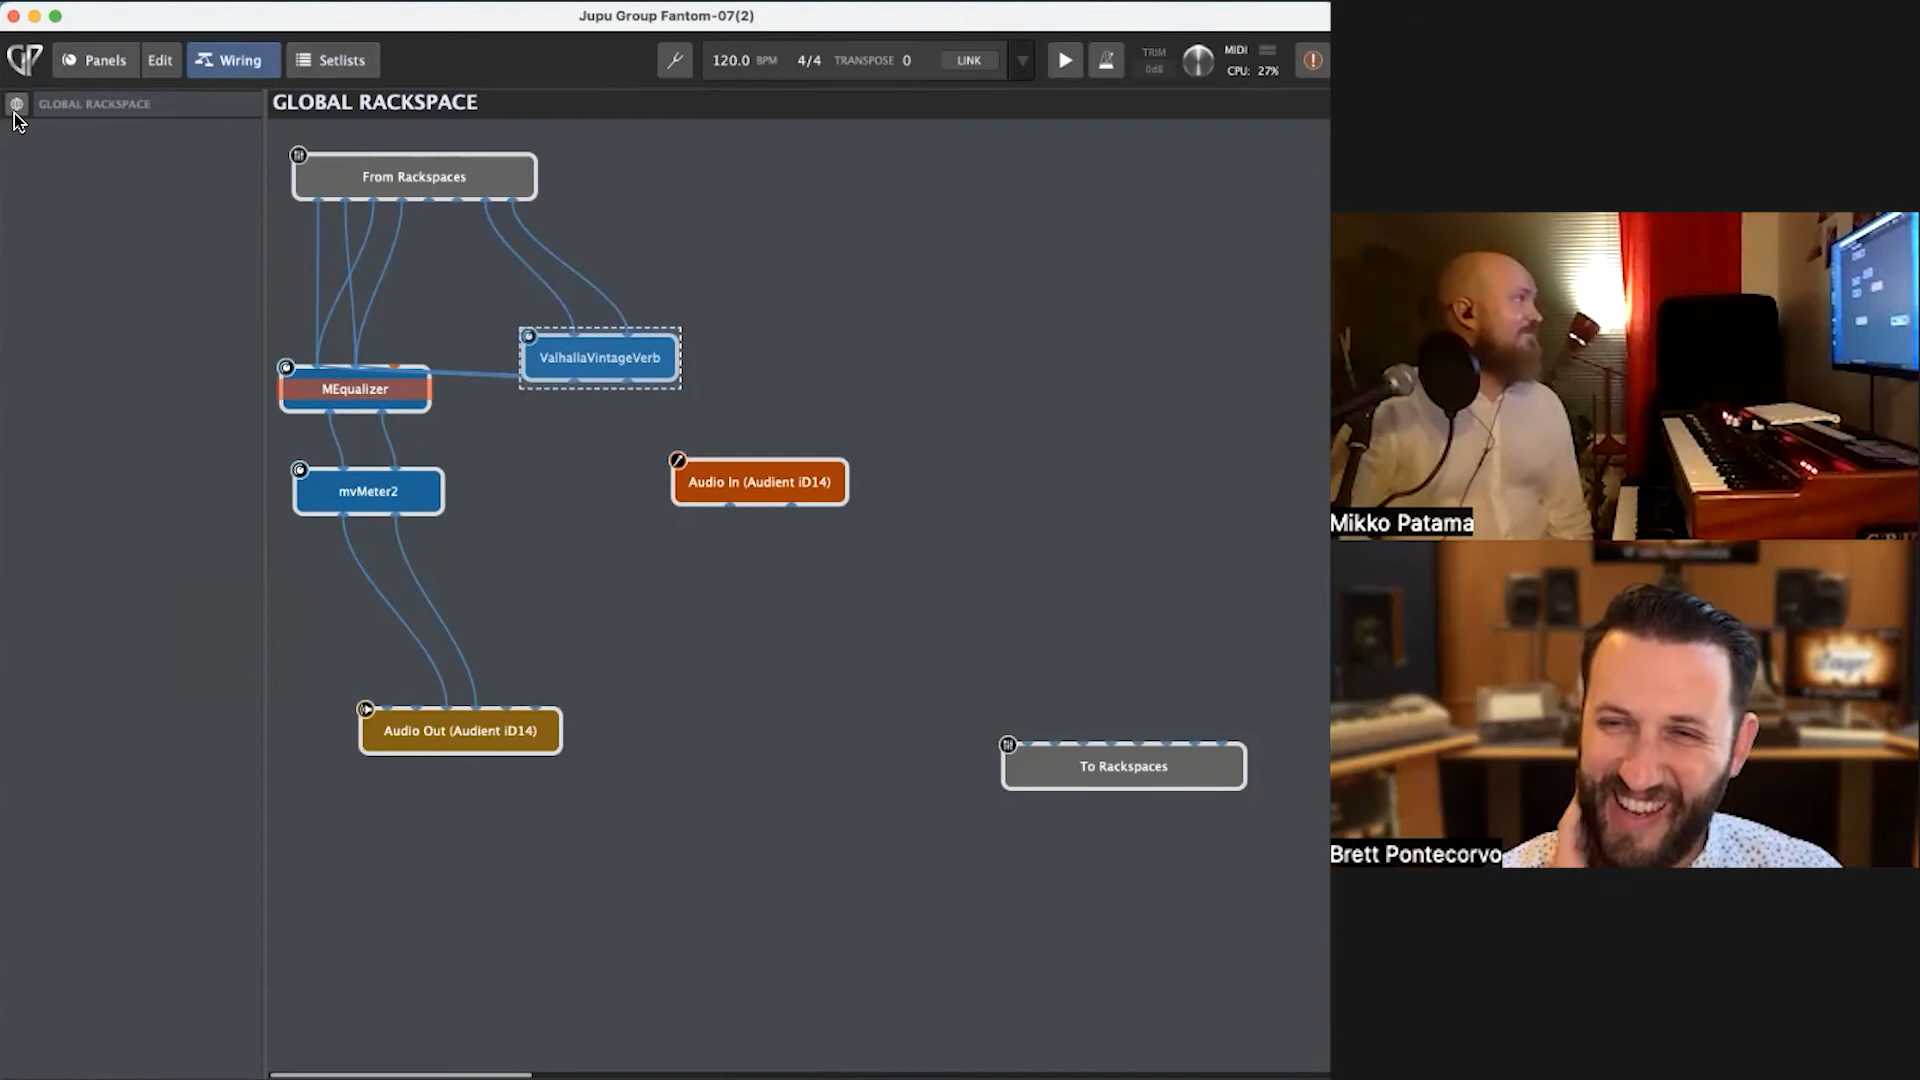 Jupu Group Fantom-07(2)
GP Panels Edit Wiring Setlists 120.0 BPM 4/4 TRANSPOSE 0 LINK TRIM 0dB MIDI CPU: 27%
GLOBAL RACKSPACE
GLOBAL RACKSPACE
From Rackspaces
ValhallaVintageVerb
MEqualizer
mvMeter2
Audio In (Audient iD14)
Audio Out (Audient iD14)
To Rackspaces
Mikko Patama
Brett Pontecorvo